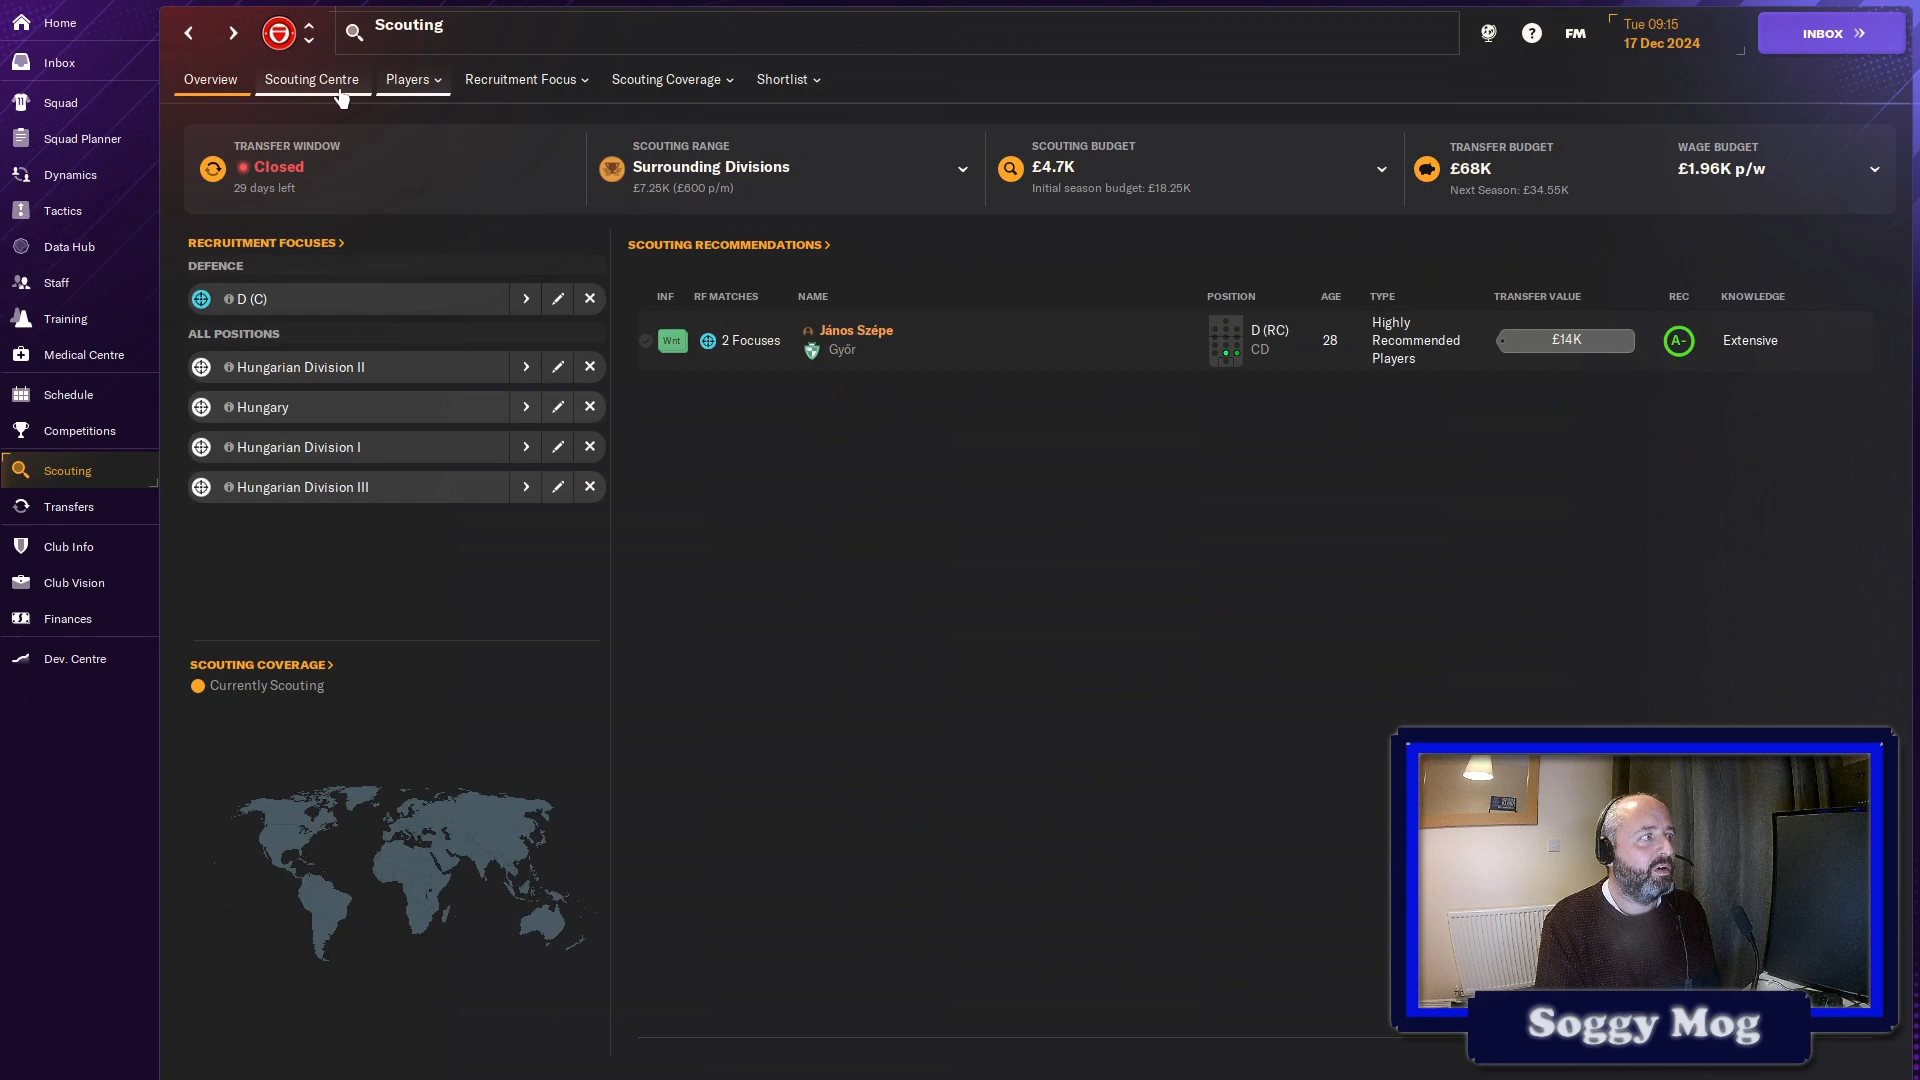 Home
Scouting
Tue 09:15
17 Dec 2024
FM
INBOX
Inbox
Overview
Scouting Centre
Players
Recruitment Focus
Scouting Coverage
Shortlist
Squad
Squad Planner
Dynamics
Tactics
Data Hub
Staff
Training
Medical Centre
Schedule
Competitions
Scouting
Transfers
Club Info
Club Vision
Finances
Dev. Centre
TRANSFER WINDOW
Closed
29 days left
SCOUTING RANGE
Surrounding Divisions
£7.25K (£600 p/m)
SCOUTING BUDGET
£4.7K
Initial season budget: £18.25K
TRANSFER BUDGET
£68K
Next Season: £34.55K
WAGE BUDGET
£1.96K p/w
RECRUITMENT FOCUSES >
DEFENCE
D (C)
ALL POSITIONS
Hungarian Division II
Hungary
Hungarian Division I
Hungarian Division III
SCOUTING COVERAGE >
Currently Scouting
SCOUTING RECOMMENDATIONS >
INF RF MATCHES NAME POSITION AGE TYPE TRANSFER VALUE REC KNOWLEDGE
Wnt 2 Focuses
János Szépe
Győr
D (RC)
CD
28
Highly
Recommended
Players
£14K
A-
Extensive
Soggy Mog